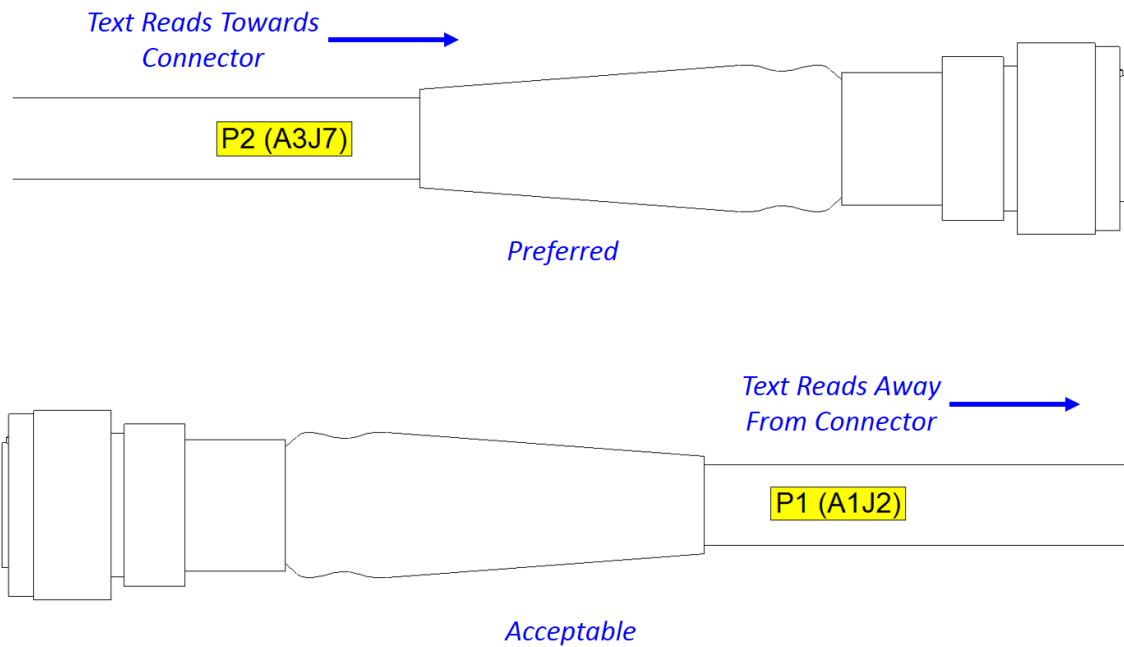 Text Reads Towards
Connector
P2 (A3J7)
Preferred
Text Reads Away
From Connector
P1 (A1J2)
Acceptable